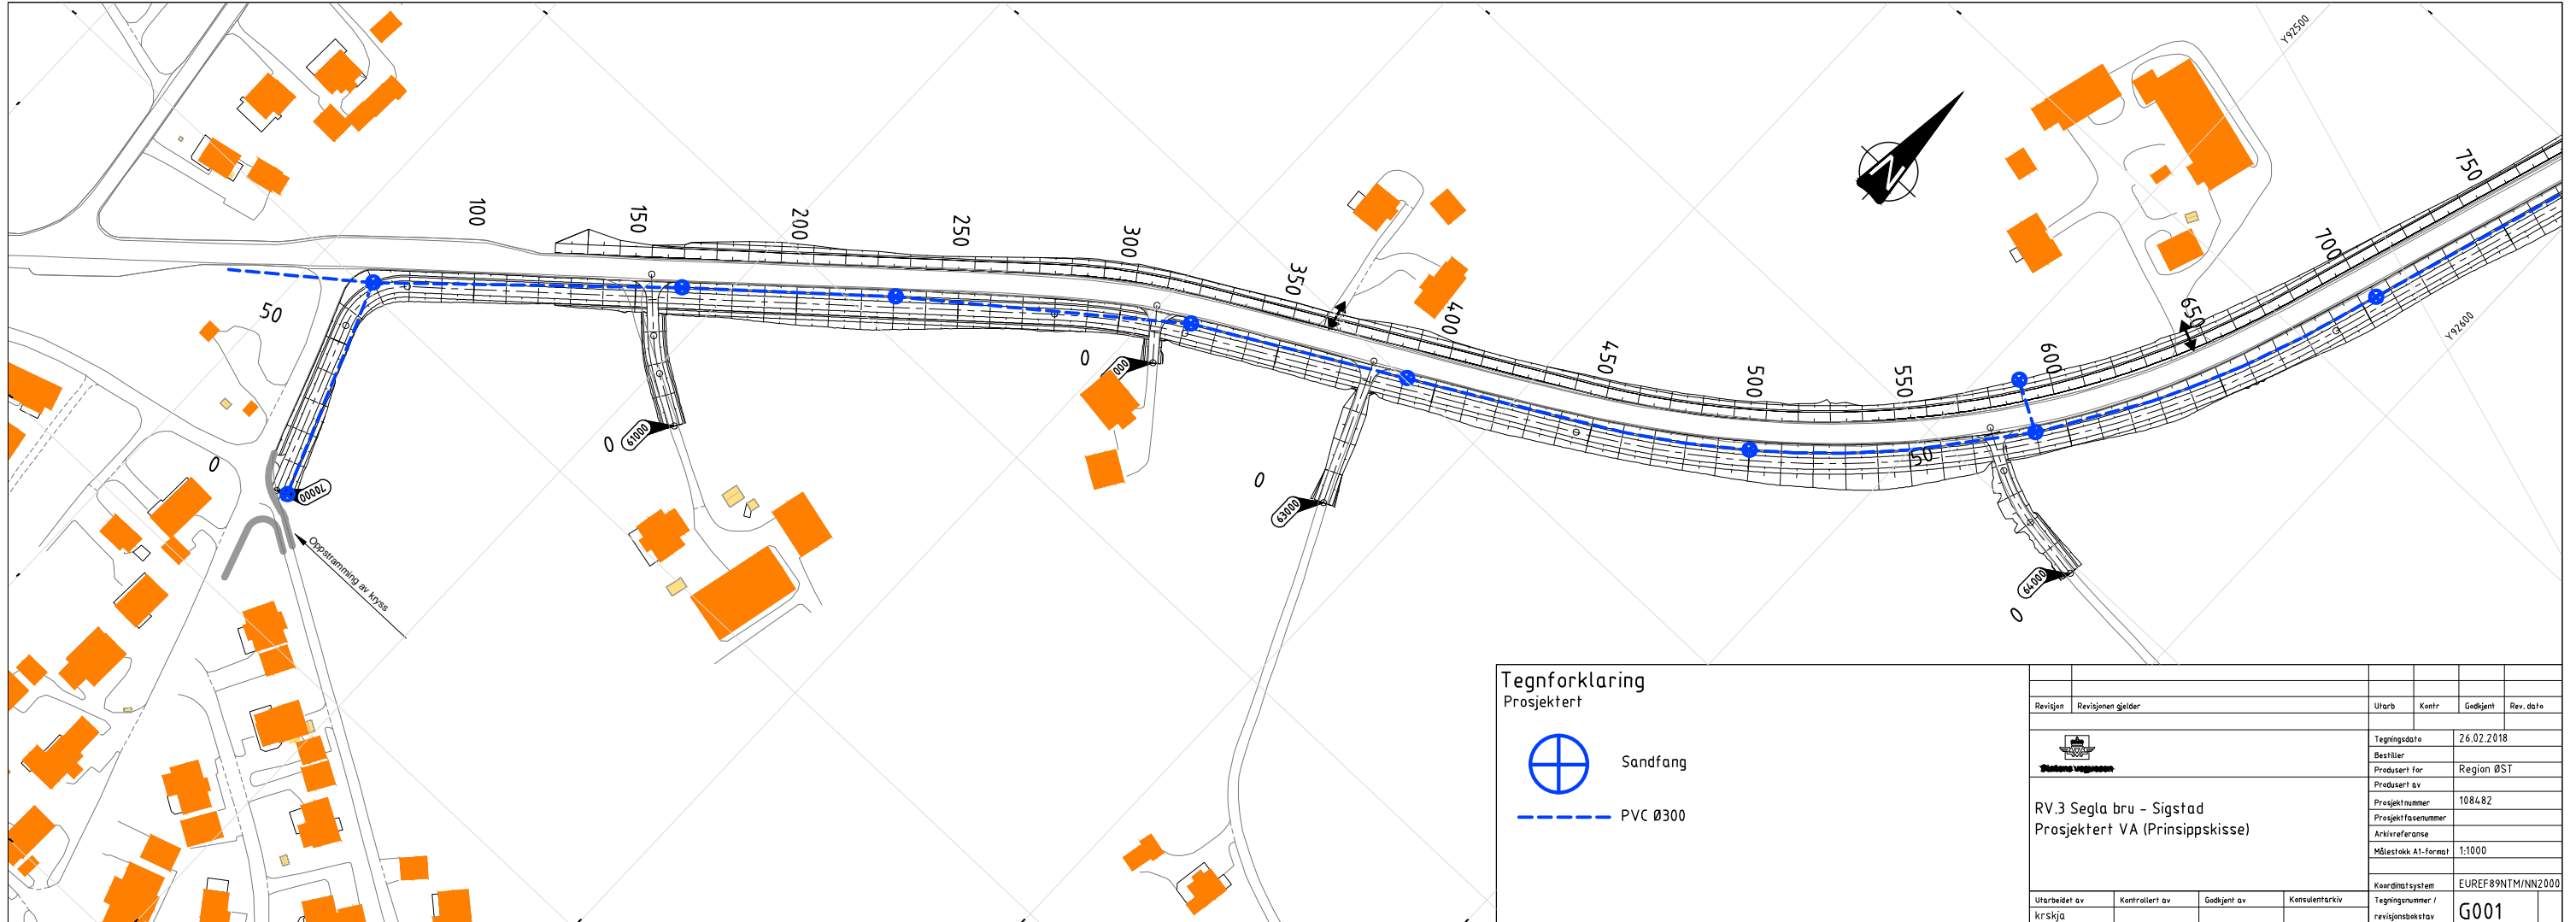 Y92500
750
100
150
200
250
300
350
400
450
500
550
600
650
700
Y92600
50
0
0
0
0
50
0
61000
000
63000
64000
70000
Oppstramming av kryss
Tegnforklaring
Prosjektert
Sandfang
PVC Ø300
Revisjon Revisjonen gjelder Utarb Kontr Godkjent Rev. dato
Statens vegvesen
Tegningsdato 26.02.2018
Bestiller
Produsert for Region ØST
Produsert av
Prosjektnummer 108482
Prosjektfasenummer
Arkivreferanse
Målestokk A1-format 1:1000
Koordinatsystem EUREF89NTM/NN2000
RV.3 Segla bru - Sigstad
Prosjektert VA (Prinsippskisse)
Utarbeidet av Kontrollert av Godkjent av Konsulentarkiv
krskja
Tegningsnummer /
revisjonsbokstav
G001